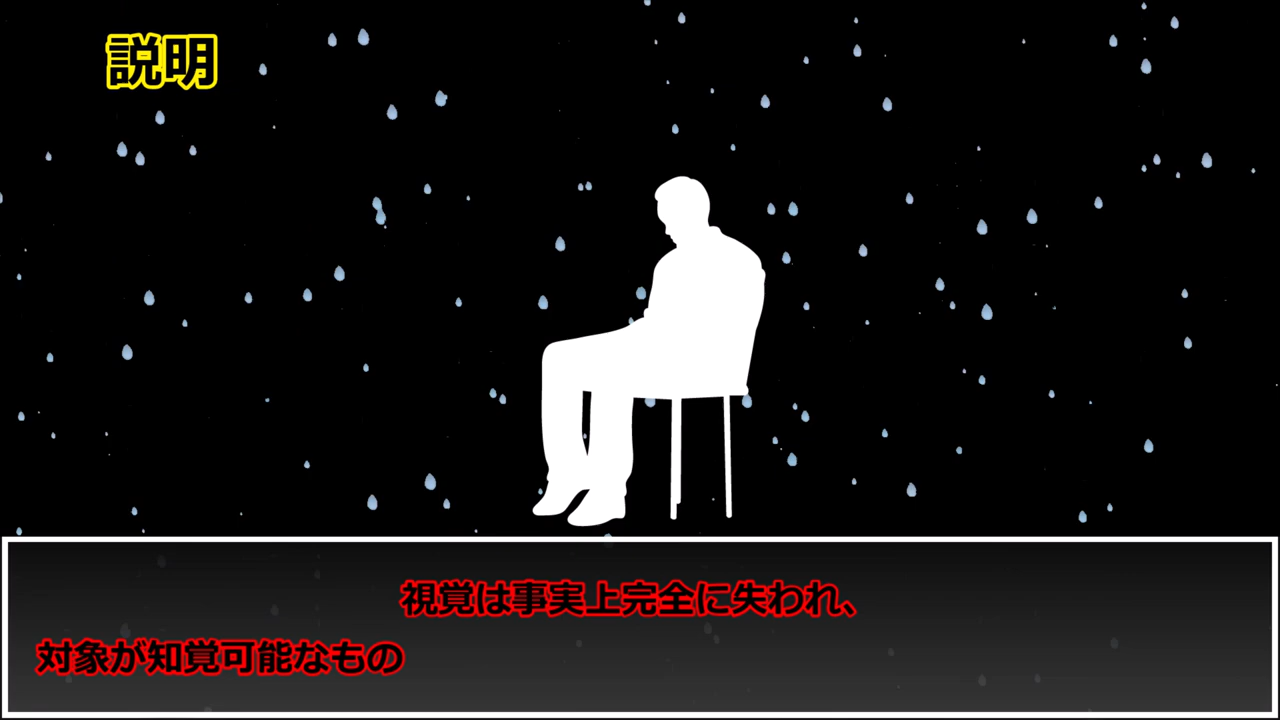 説明
視覚は事実上完全に失われ、
対象が知覚可能なもの